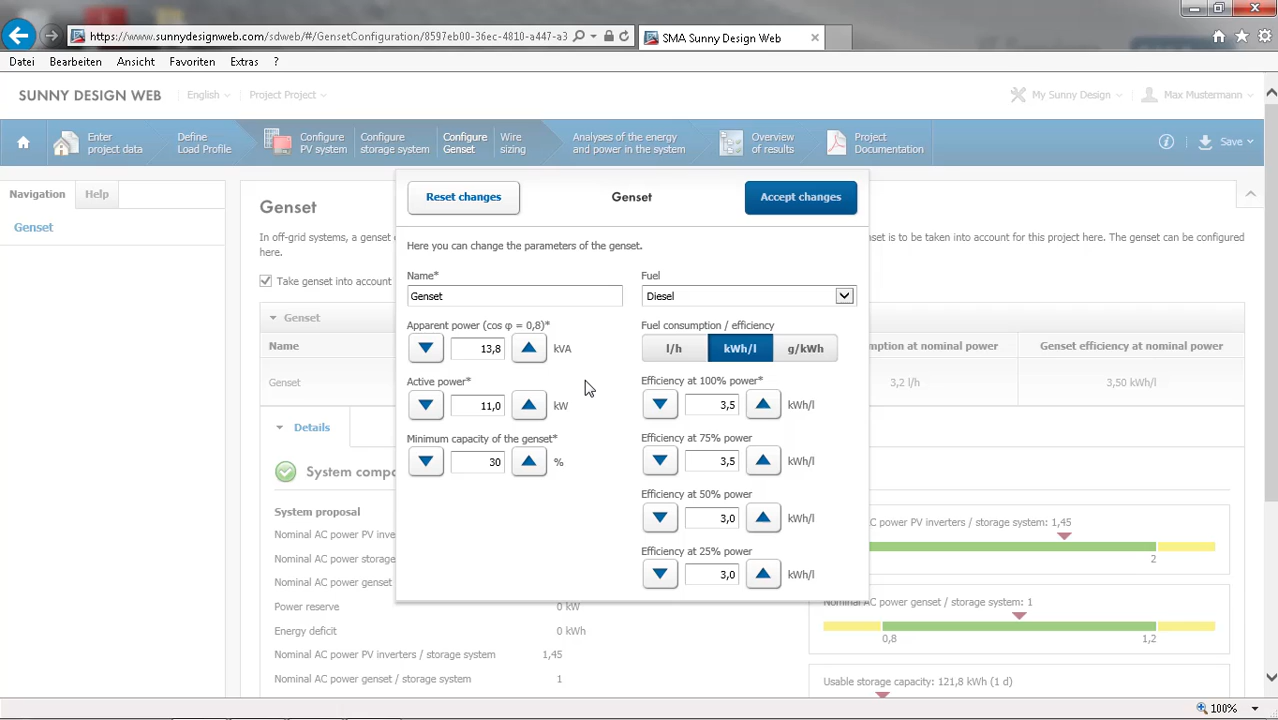 https://www.sunnydesignweb.com/sdweb/#/GensetConfiguration/8597eb00-36ec-4810-a447-a3
SMA Sunny Design Web
Datei Bearbeiten Ansicht Favoriten Extras ?
SUNNY DESIGN WEB English Project Project My Sunny Design Max Mustermann
Enter project data
Define Load Profile
Configure PV system
Configure storage system
Configure Genset
Wire sizing
Analyses of the energy and power in the system
Overview of results
Project Documentation
Save
Navigation Help
Genset
Genset
In off-grid systems, a genset
enset is to be taken into account for this project here. The genset can be configured
here.
Take genset into account
Genset
Name
mption at nominal power
Genset efficiency at nominal power
Genset
3,2 l/h
3,50 kWh/l
Details
System compo
System proposal
Nominal AC power PV inve
Nominal AC power storage
Nominal AC power genset
Power reserve 0 kW
Energy deficit 0 kWh
Nominal AC power PV inverters / storage system 1,45
Nominal AC power genset / storage system 1
AC power PV inverters / storage system: 1,45
2
Nominal AC power genset / storage system: 1
0,8 1,2
Usable storage capacity: 121,8 kWh (1 d)
Reset changes
Genset
Accept changes
Here you can change the parameters of the genset.
Name*
Genset
Apparent power (cos φ = 0,8)*
13,8 kVA
Active power*
11,0 kW
Minimum capacity of the genset*
30 %
Fuel
Diesel
Fuel consumption / efficiency
l/h kWh/l g/kWh
Efficiency at 100% power*
3,5 kWh/l
Efficiency at 75% power
3,5 kWh/l
Efficiency at 50% power
3,0 kWh/l
Efficiency at 25% power
3,0 kWh/l
100%